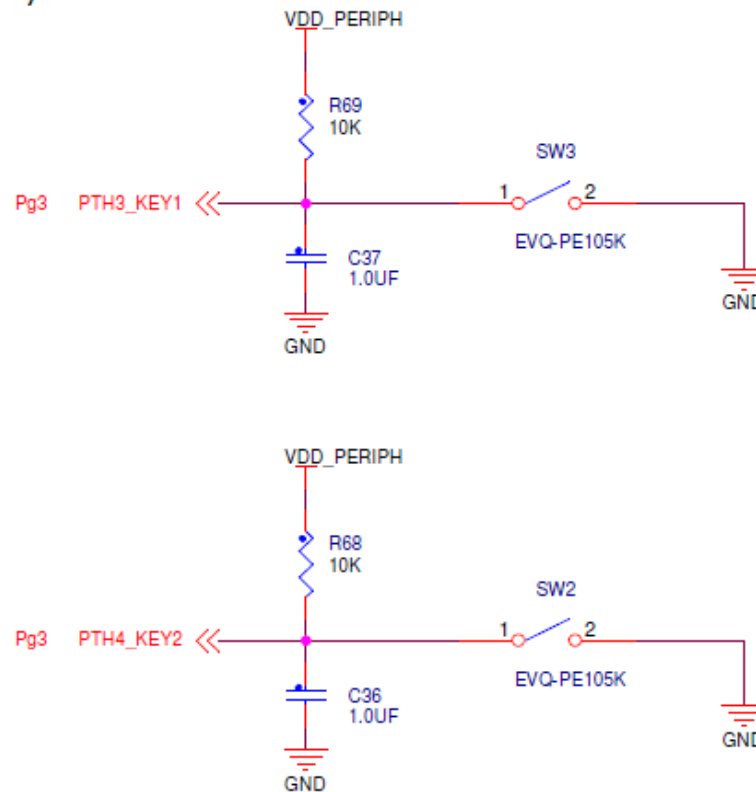 VDD_PERIPH
R69
10K
SW3
1 2
Pg3 PTH3_KEY1
EVQ-PE105K
C37
1.0UF
GND
GND
VDD_PERIPH
R68
10K
SW2
1 2
Pg3 PTH4_KEY2
EVQ-PE105K
C36
1.0UF
GND
GND